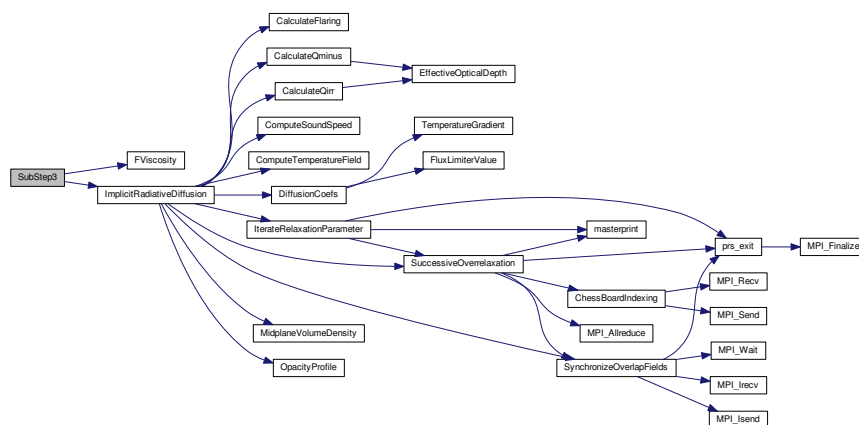 CalculateFlaring
CalculateQminus
EffectiveOpticalDepth
CalculateQirr
ComputeSoundSpeed
TemperatureGradient
FViscosity
ComputeTemperatureField
FluxLimiterValue
SubStep3
ImplicitRadiativeDiffusion
DiffusionCoefs
IterateRelaxationParameter
masterprint
prs_exit
MPI_Finalize
SuccessiveOverrelaxation
MPI_Recv
ChessBoardIndexing
MPI_Send
MidplaneVolumeDensity
MPI_Allreduce
MPI_Wait
OpacityProfile
SynchronizeOverlapFields
MPI_Irecv
MPI_Isend